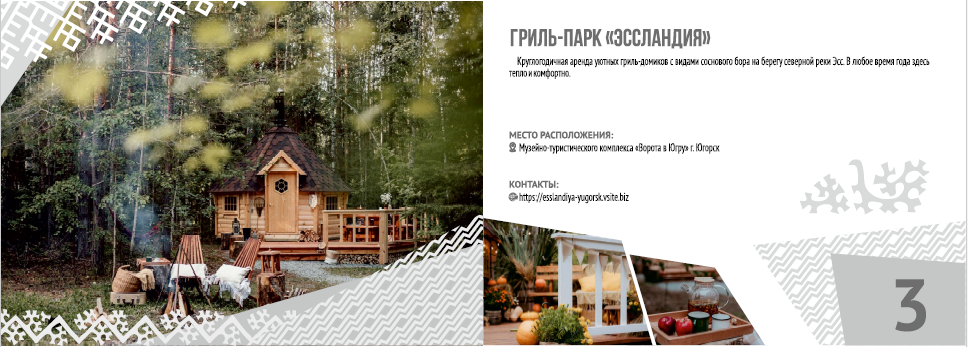 ГРИЛЬ-ПАРК «ЭССЛАНДИЯ»
Круглогодичная аренда уютных гриль-домиков с видами соснового бора на берегу северной реки Эсс. В любое время года здесь
тепло и комфортно.
МЕСТО РАСПОЛОЖЕНИЯ:
Музейно-туристического комплекса «Ворота в Югру» г. Югорск
КОНТАКТЫ:
https://esslandiya-yugorsk.vsite.biz
3